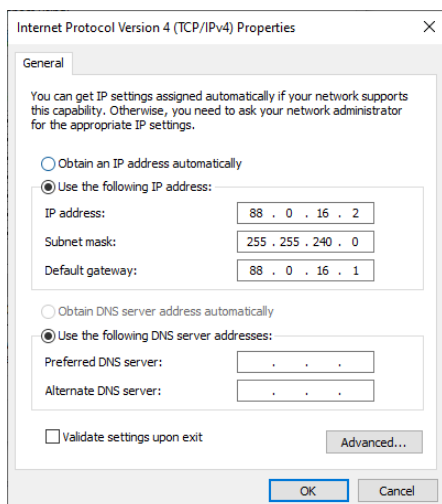 Internet Protocol Version 4 (TCP/IPv4) Properties
General
You can get IP settings assigned automatically if your network supports
this capability. Otherwise, you need to ask your network administrator
for the appropriate IP settings.
Obtain an IP address automatically
Use the following IP address:
IP address: 88 . 0 . 16 . 2
Subnet mask: 255 . 255 . 240 . 0
Default gateway: 88 . 0 . 16 . 1
Obtain DNS server address automatically
Use the following DNS server addresses:
Preferred DNS server: . . .
Alternate DNS server: . . .
Validate settings upon exit
Advanced...
OK Cancel